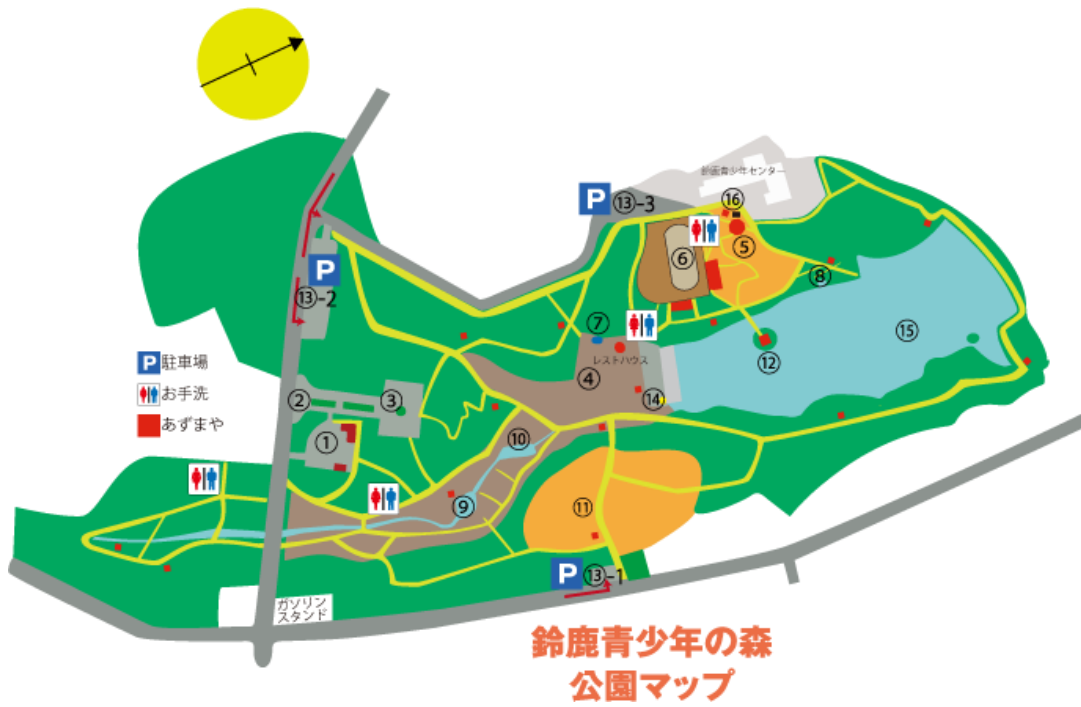 鈴鹿青少年センター
P ⑬-3
⑯
⑤
⑥
P
⑬-2
⑧
⑦
⑮
⑫
レストハウス
④
P 駐車場
お手洗
あずまや
②
③
⑭
①
⑩
⑨
⑪
P ⑬-1
ガソリン
スタンド
鈴鹿青少年の森
公園マップ